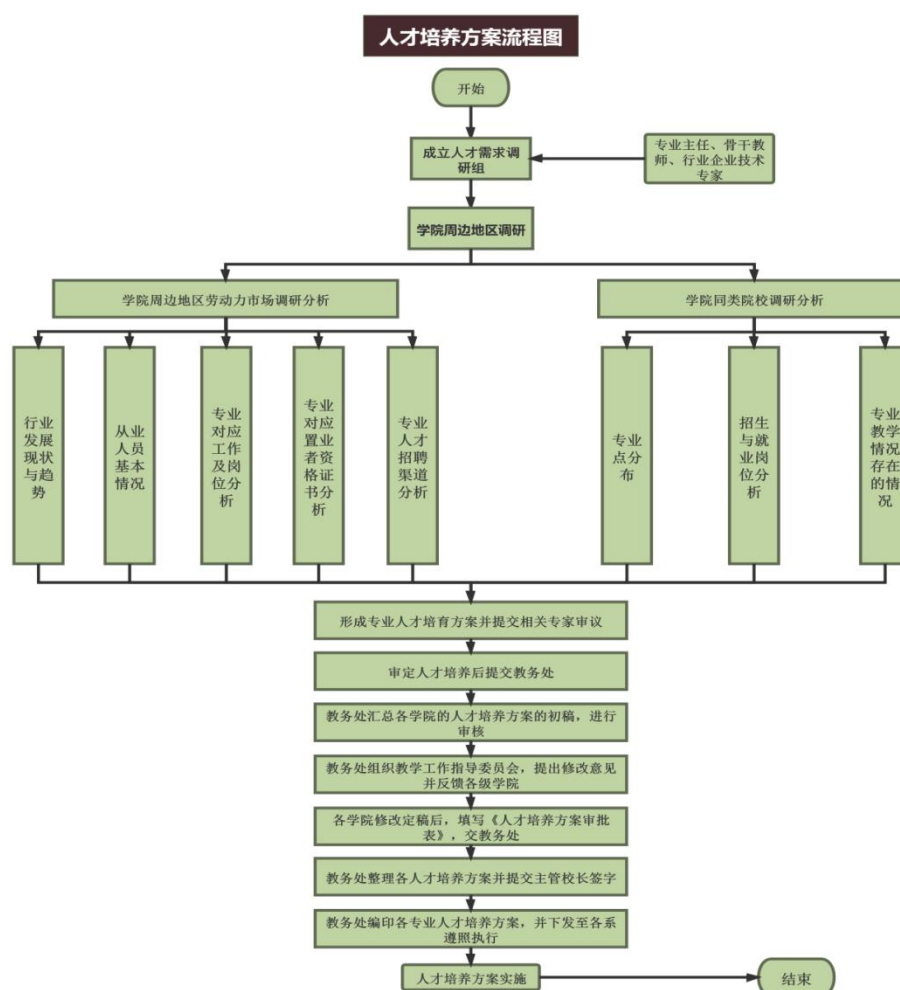 人才培养方案流程图
开始
成立人才需求调
研组
专业主任、骨干教
师、行业企业技术
专家
学院周边地区调研
学院周边地区劳动力市场调研分析
学院同类院校调研分析
行业
发展
现状
与趋
势
从业
人员
基本
情况
专业
对应
工作
及岗
位分
析
专业
对应
置业
者资
格证
书分
析
专业
人才
招聘
渠道
分析
专业
点分
布
招生
与就
业岗
位分
析
专业
教学
情况
存在
的情
况
形成专业人才培育方案并提交相关专家审议
审定人才培养后提交教务处
教务处汇总各学院的人才培养方案的初稿，进行
审核
教务处组织教学工作指导委员会，提出修改意见
并反馈各级学院
各学院修改定稿后，填写《人才培养方案审批
表》，交教务处
教务处整理各人才培养方案并提交主管校长签字
教务处编印各专业人才培养方案，并下发至各系
遵照执行
人才培养方案实施
结束